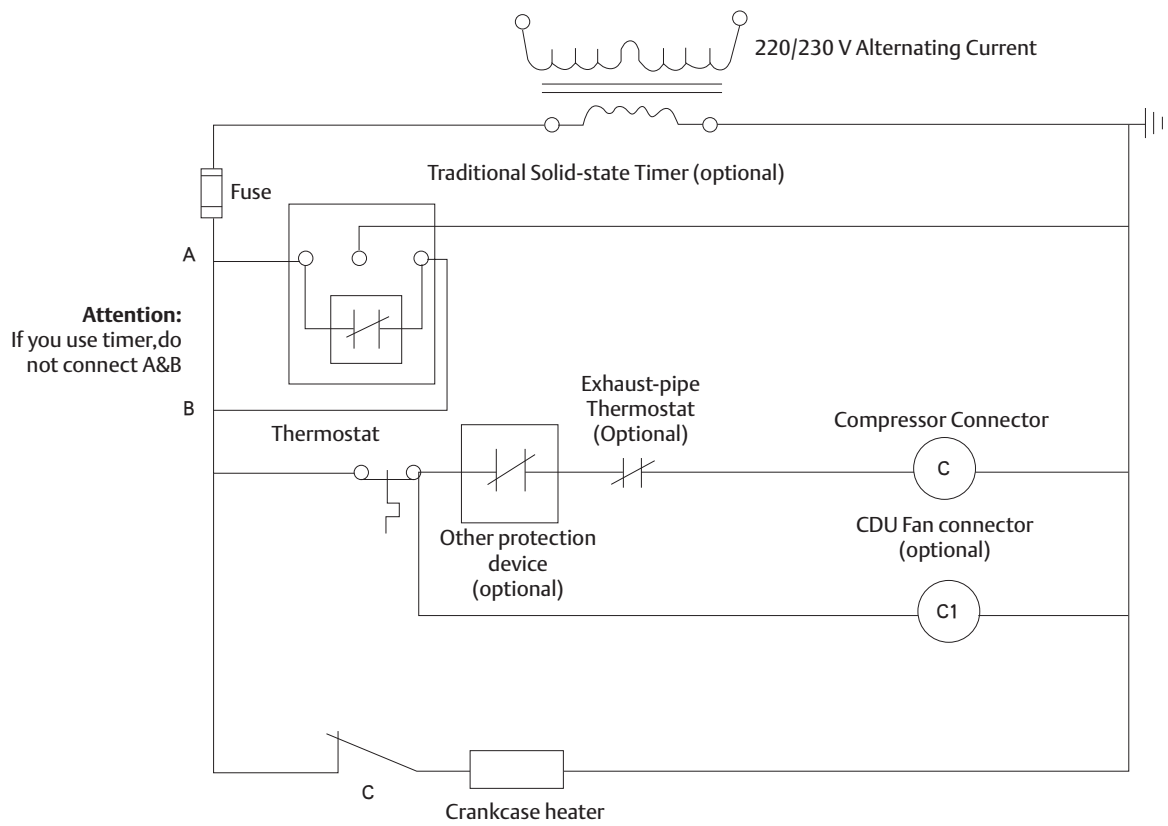 220/230 V Alternating Current
Traditional Solid-state Timer (optional)
Fuse
A
Attention:
If you use timer,do
not connect A&B
B
Thermostat
Exhaust-pipe
Thermostat
(Optional)
Compressor Connector
C
Other protection
device
(optional)
CDU Fan connector
(optional)
C1
C
Crankcase heater